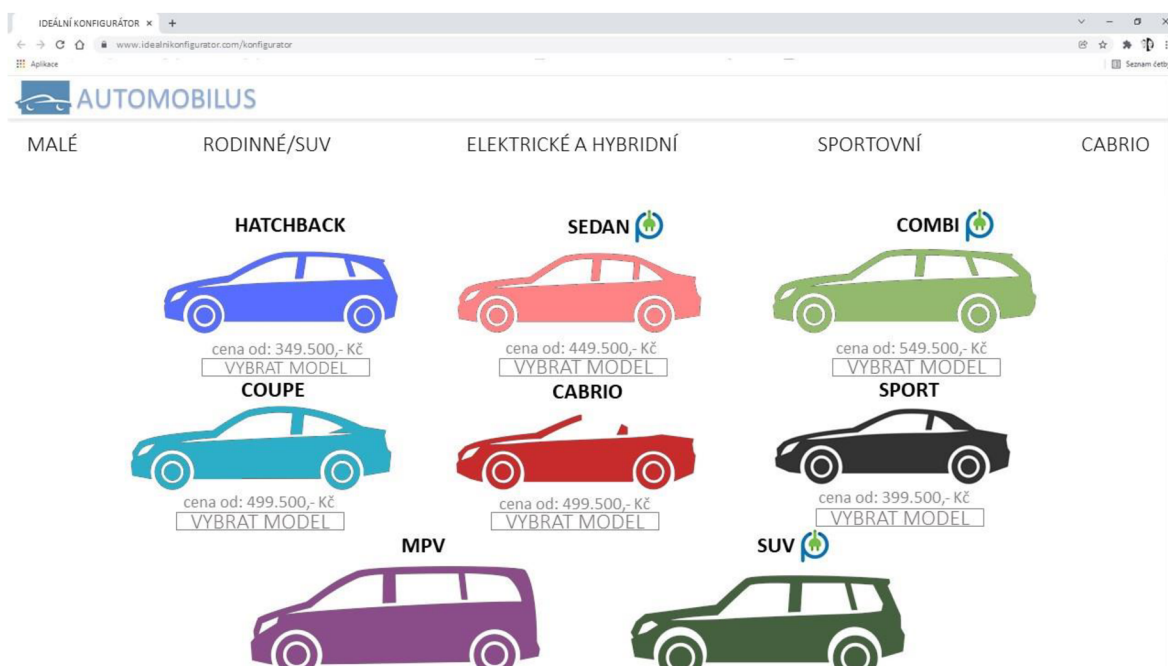 IDEÁLNÍ KONFIGURÁTOR × +
www.idealnikonfigurator.com/konfigurator
Aplikace
Seznam četby
AUTOMOBILUS
MALÉ RODINNÉ/SUV ELEKTRICKÉ A HYBRIDNÍ SPORTOVNÍ CABRIO
HATCHBACK SEDAN COMBI
cena od: 349.500,- Kč cena od: 449.500,- Kč cena od: 549.500,- Kč
VYBRAT MODEL VYBRAT MODEL VYBRAT MODEL
COUPE CABRIO SPORT
cena od: 499.500,- Kč cena od: 499.500,- Kč cena od: 399.500,- Kč
VYBRAT MODEL VYBRAT MODEL VYBRAT MODEL
MPV SUV